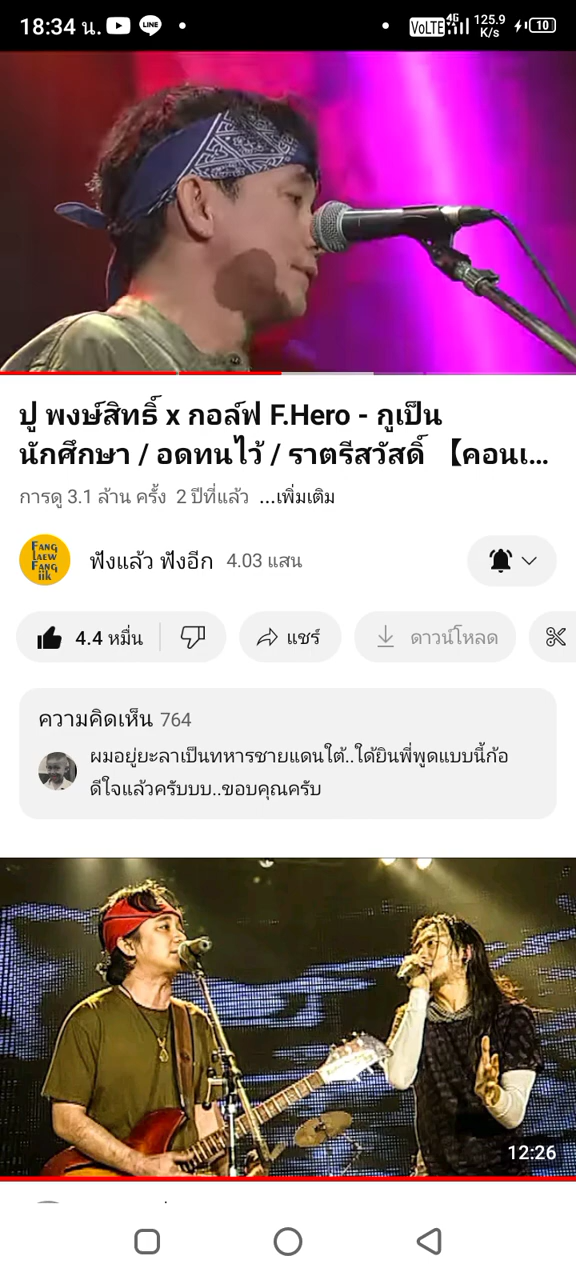 18:34 น.
LINE
VoLTE 4G 125.9 K/s 10
ปู พงษ์สิทธิ์ x กอล์ฟ F.Hero - กูเป็น
นักศึกษา / อดทนไว้ / ราตรีสวัสดิ์ 【คอนเ...
การดู 3.1 ล้าน ครั้ง 2 ปีที่แล้ว ...เพิ่มเติม
FANG
LAEW
FANG
iik
ฟังแล้ว ฟังอีก 4.03 แสน
4.4 หมื่น
แชร์
ดาวน์โหลด
ความคิดเห็น 764
ผมอยู่ยะลาเป็นทหารชายแดนใต้..ใด้ยินพี่พูดแบบนี้ก้อ
ดีใจแล้วครับบบ..ขอบคุณครับ
12:26